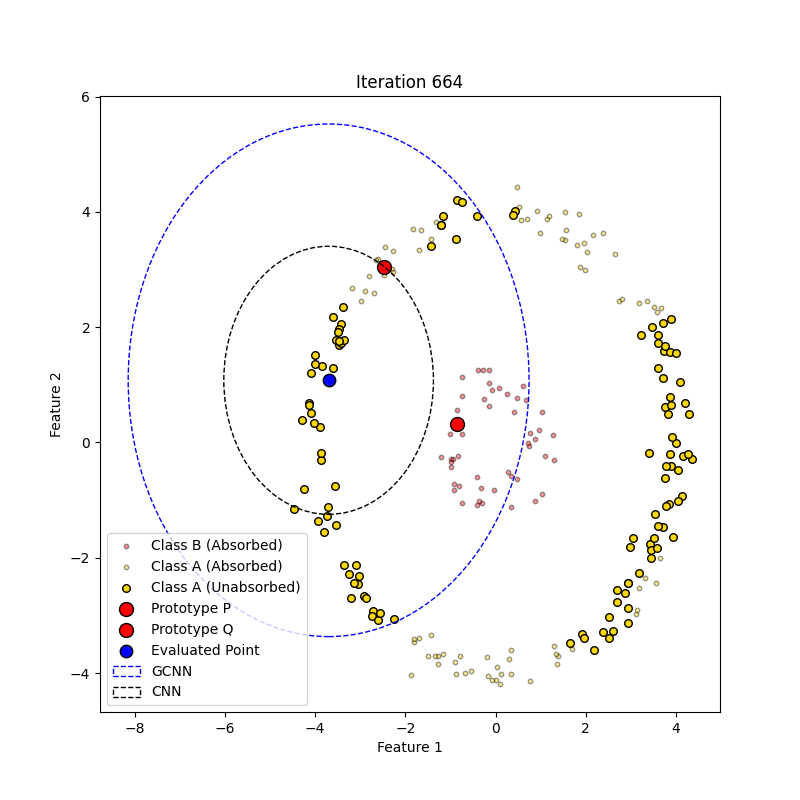 Iteration 664
6
4
2
0
−2
−4
Feature 2
Class B (Absorbed)
Class A (Absorbed)
Class A (Unabsorbed)
Prototype P
Prototype Q
Evaluated Point
GCNN
CNN
−8 −6 −4 −2 0 2 4
Feature 1